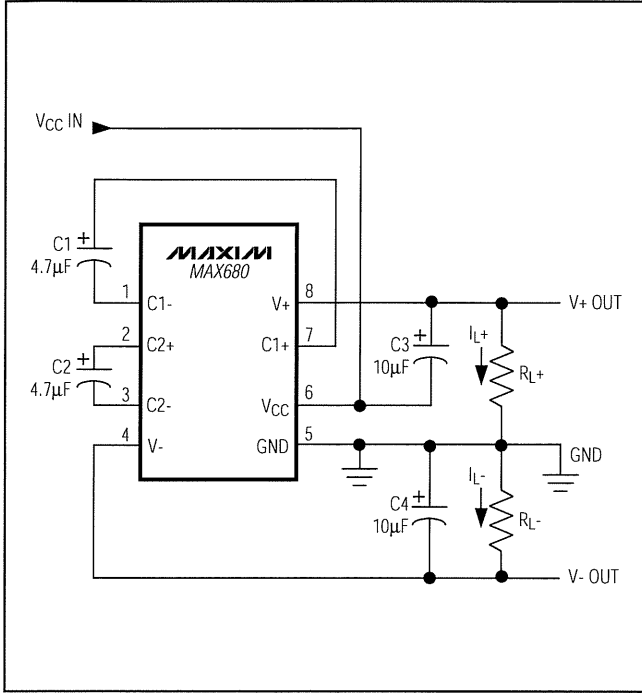 VCC IN
C1
+
4.7µF
MAXIM
MAX680
1
C1-
V+
8
V+ OUT
2
C2+
C1+
7
C2
+
4.7µF
C3
+
10µF
IL+
RL+
3
C2-
VCC
6
4
V-
GND
5
GND
C4
+
10µF
IL-
RL-
V- OUT